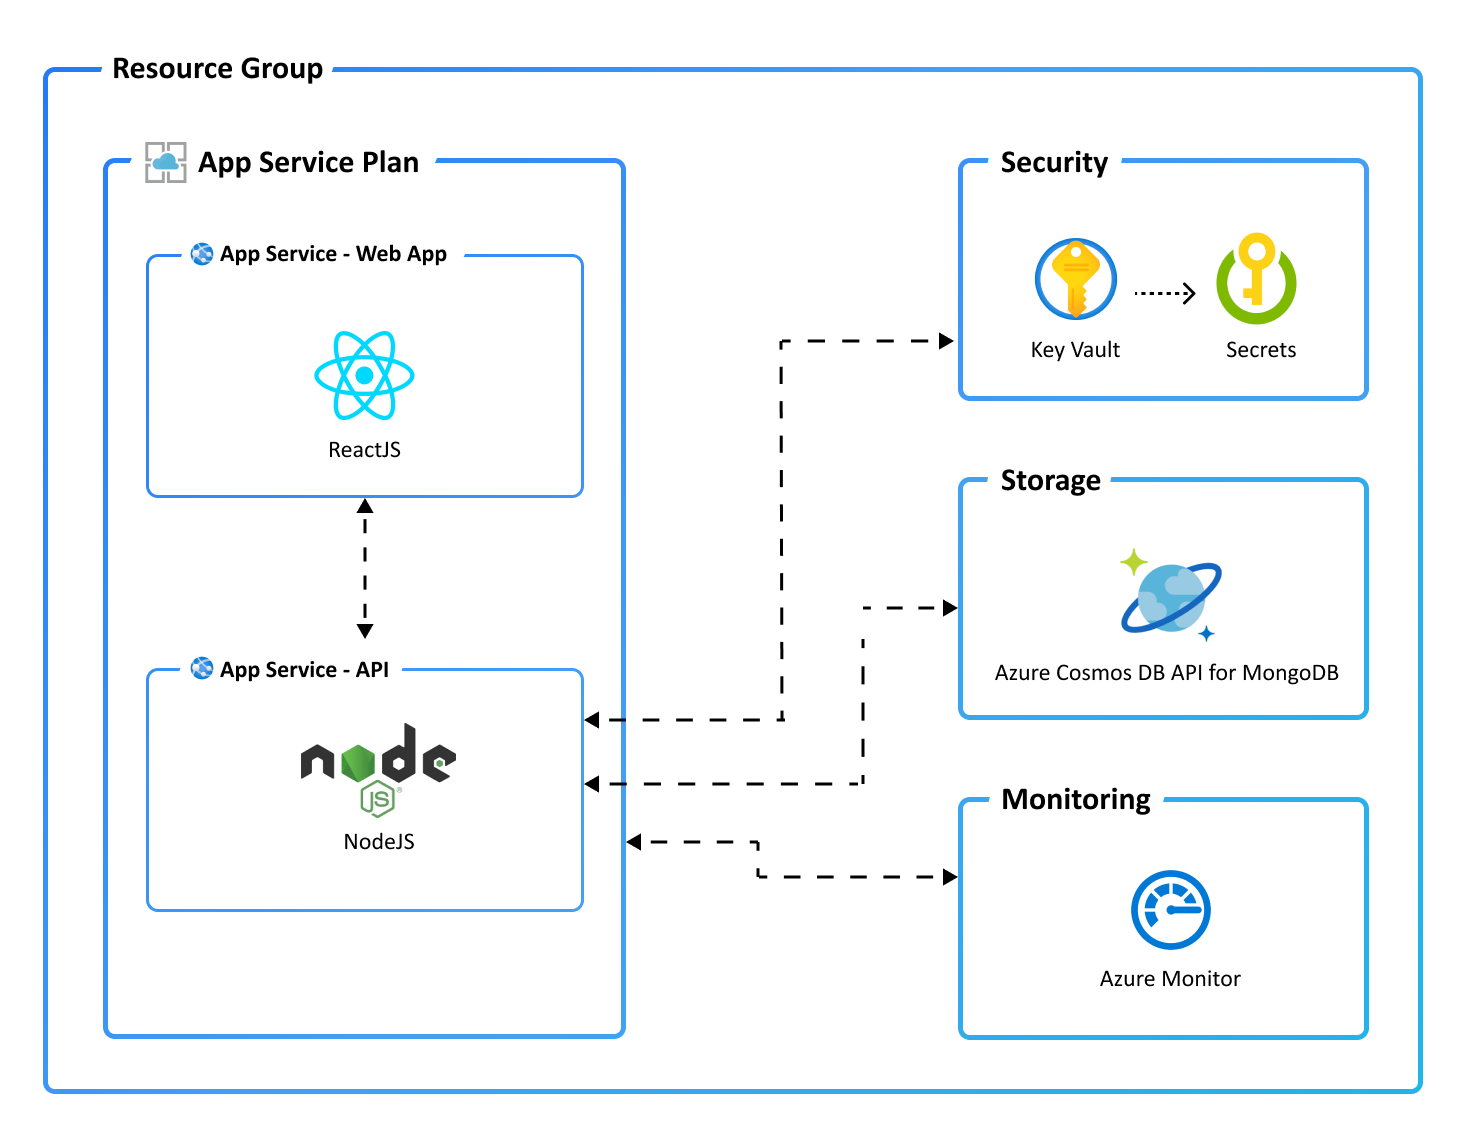 Resource Group
App Service Plan
App Service - Web App
ReactJS
App Service - API
node
JS
®
NodeJS
Security
Key Vault
Secrets
Storage
Azure Cosmos DB API for MongoDB
Monitoring
Azure Monitor